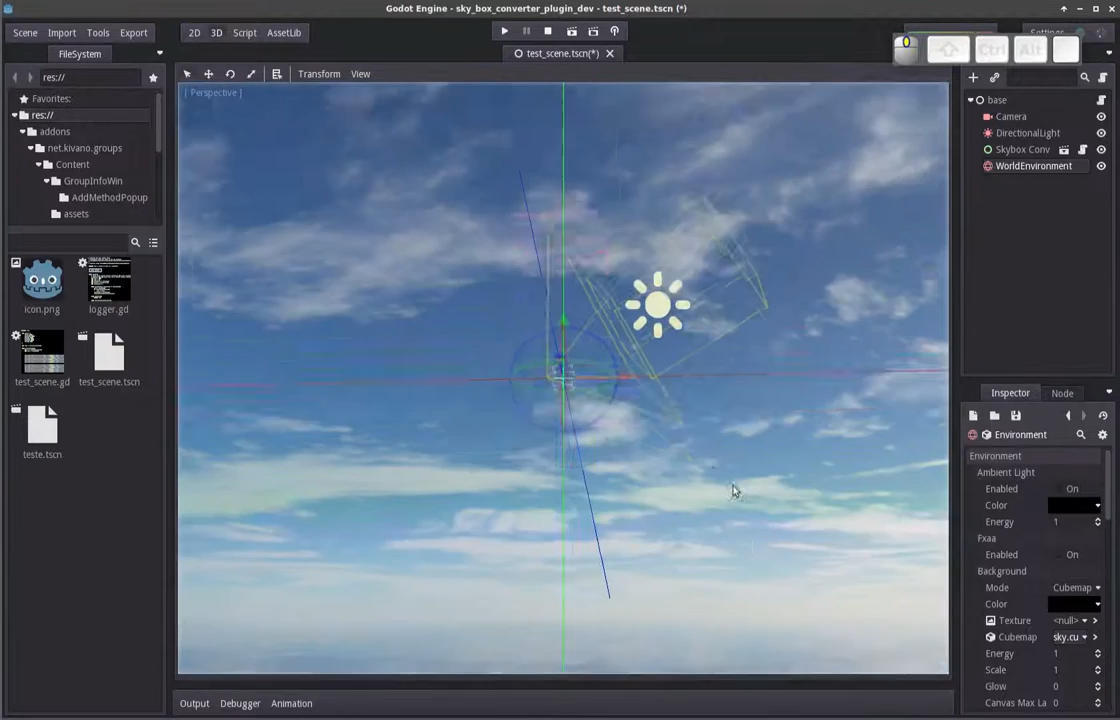 Godot Engine - sky_box_converter_plugin_dev - test_scene.tscn (*)
Scene Import Tools Export
2D 3D Script AssetLib
Settings
Ctrl Alt
FileSystem
test_scene.tscn(*)
res://
Transform View
[ Perspective ]
Favorites:
res://
addons
net.kivano.groups
Content
GroupInfoWin
AddMethodPopup
assets
icon.png
logger.gd
test_scene.gd
test_scene.tscn
teste.tscn
base
Camera
DirectionalLight
Skybox Conv
WorldEnvironment
Inspector Node
Environment
Environment
Ambient Light
Enabled On
Color
Energy 1
Fxaa
Enabled On
Background
Mode Cubemap
Color
Texture <null>
Cubemap sky.cu
Energy 1
Scale 1
Glow 0
Canvas Max La 0
Output Debugger Animation